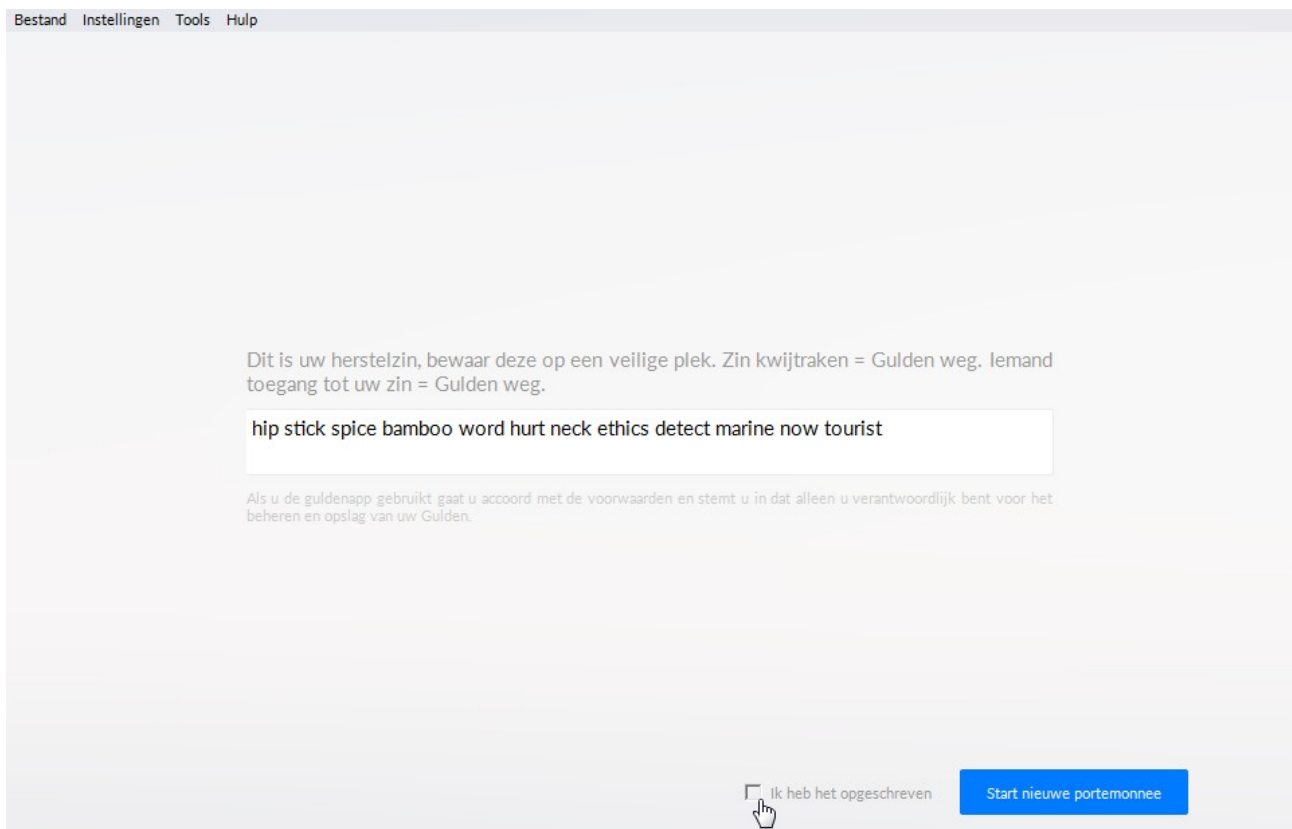 Bestand Instellingen Tools Hulp
Dit is uw herstelzin, bewaar deze op een veilige plek. Zin kwijtraken = Gulden weg. Iemand
toegang tot uw zin = Gulden weg.
hip stick spice bamboo word hurt neck ethics detect marine now tourist
Als u de guldenapp gebruikt gaat u accoord met de voorwaarden en stemt u in dat alleen u verantwoordlijk bent voor het
beheren en opslag van uw Gulden.
Ik heb het opgeschreven
Start nieuwe portemonnee